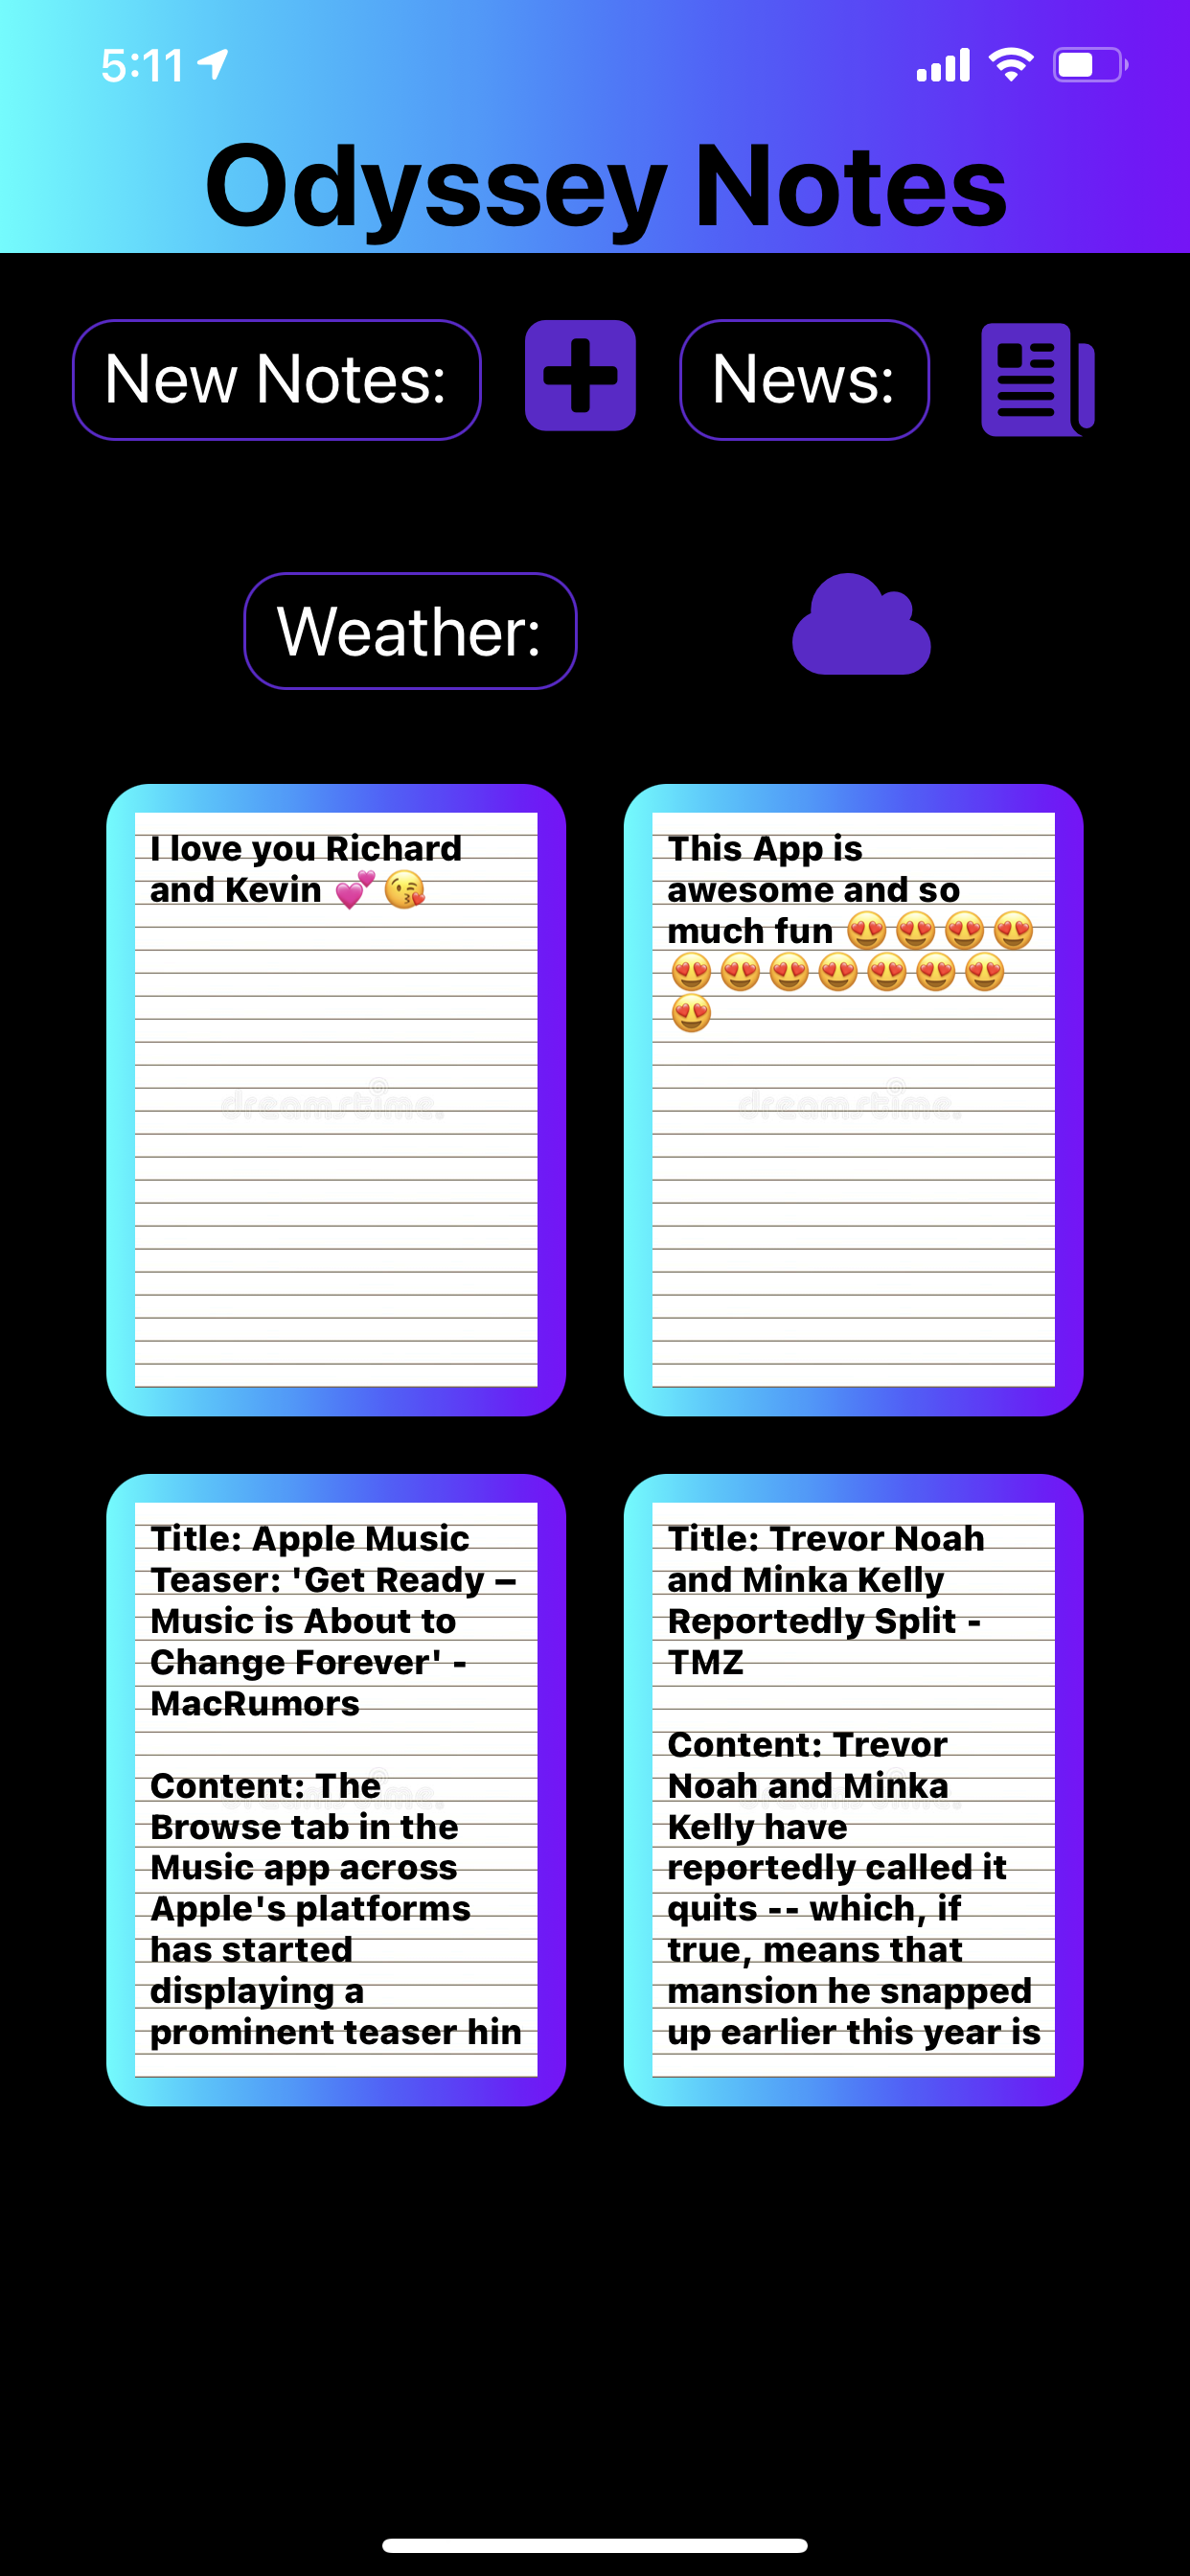 5:11
Odyssey Notes
New Notes:
News:
Weather:
I love you Richard
and Kevin 💕 😘
dreamstime.
This App is
awesome and so
much fun 😍 😍 😍 😍
😍 😍 😍 😍 😍 😍 😍
😍
dreamstime.
Title: Apple Music
Teaser: 'Get Ready –
Music is About to
Change Forever' -
MacRumors
Content: The
Browse tab in the
Music app across
Apple's platforms
has started
displaying a
prominent teaser hin
Title: Trevor Noah
and Minka Kelly
Reportedly Split -
TMZ
Content: Trevor
Noah and Minka
Kelly have
reportedly called it
quits -- which, if
true, means that
mansion he snapped
up earlier this year is